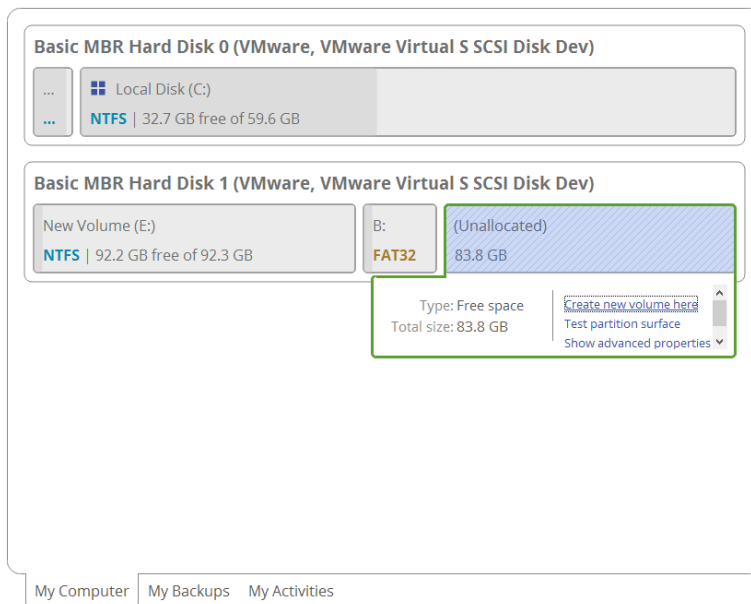 Basic MBR Hard Disk 0 (VMware, VMware Virtual S SCSI Disk Dev)
... Local Disk (C:)
... NTFS | 32.7 GB free of 59.6 GB
Basic MBR Hard Disk 1 (VMware, VMware Virtual S SCSI Disk Dev)
New Volume (E:) B: (Unallocated)
NTFS | 92.2 GB free of 92.3 GB FAT32 83.8 GB
Type: Free space Create new volume here
Total size: 83.8 GB Test partition surface
Show advanced properties
My Computer My Backups My Activities